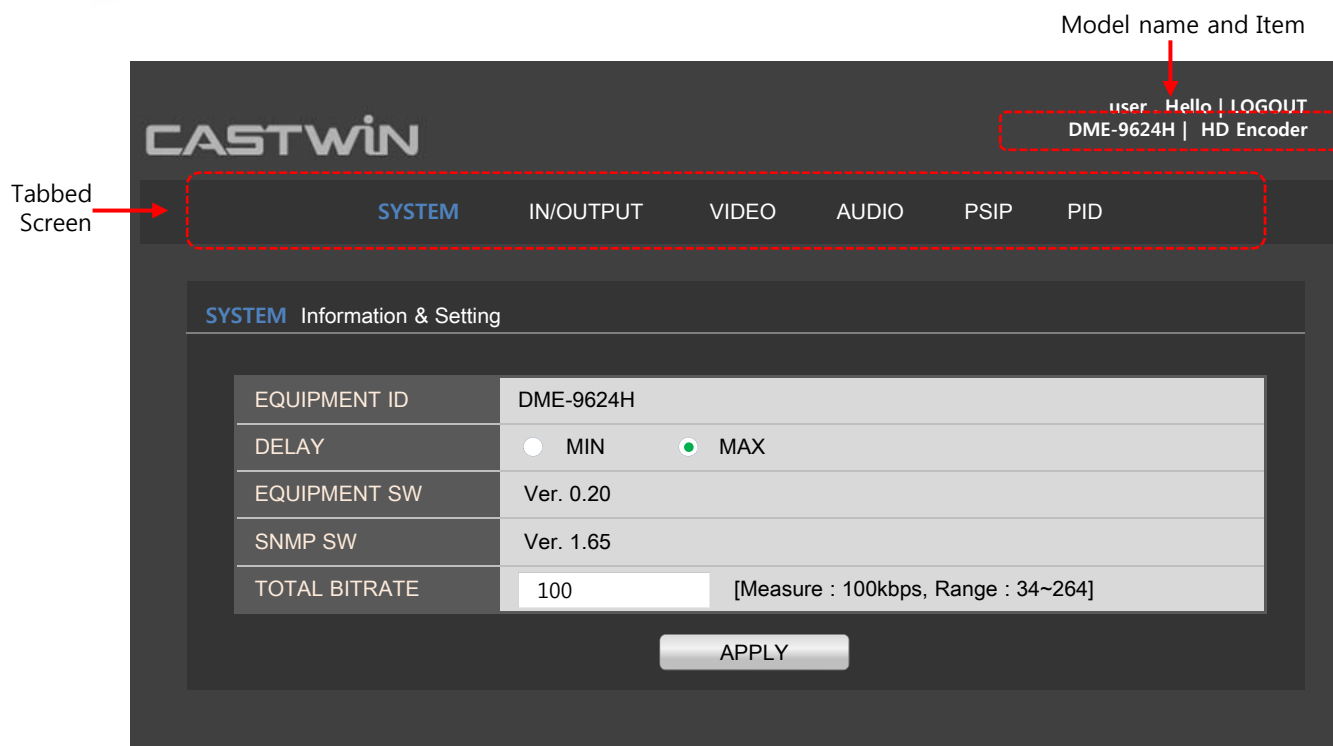 Model name and Item
user . Hello | LOGOUT
DME-9624H | HD Encoder
CASTWiN
Tabbed
Screen
SYSTEM IN/OUTPUT VIDEO AUDIO PSIP PID
SYSTEM Information & Setting
EQUIPMENT ID DME-9624H
DELAY MIN MAX
EQUIPMENT SW Ver. 0.20
SNMP SW Ver. 1.65
TOTAL BITRATE 100 [Measure : 100kbps, Range : 34~264]
APPLY